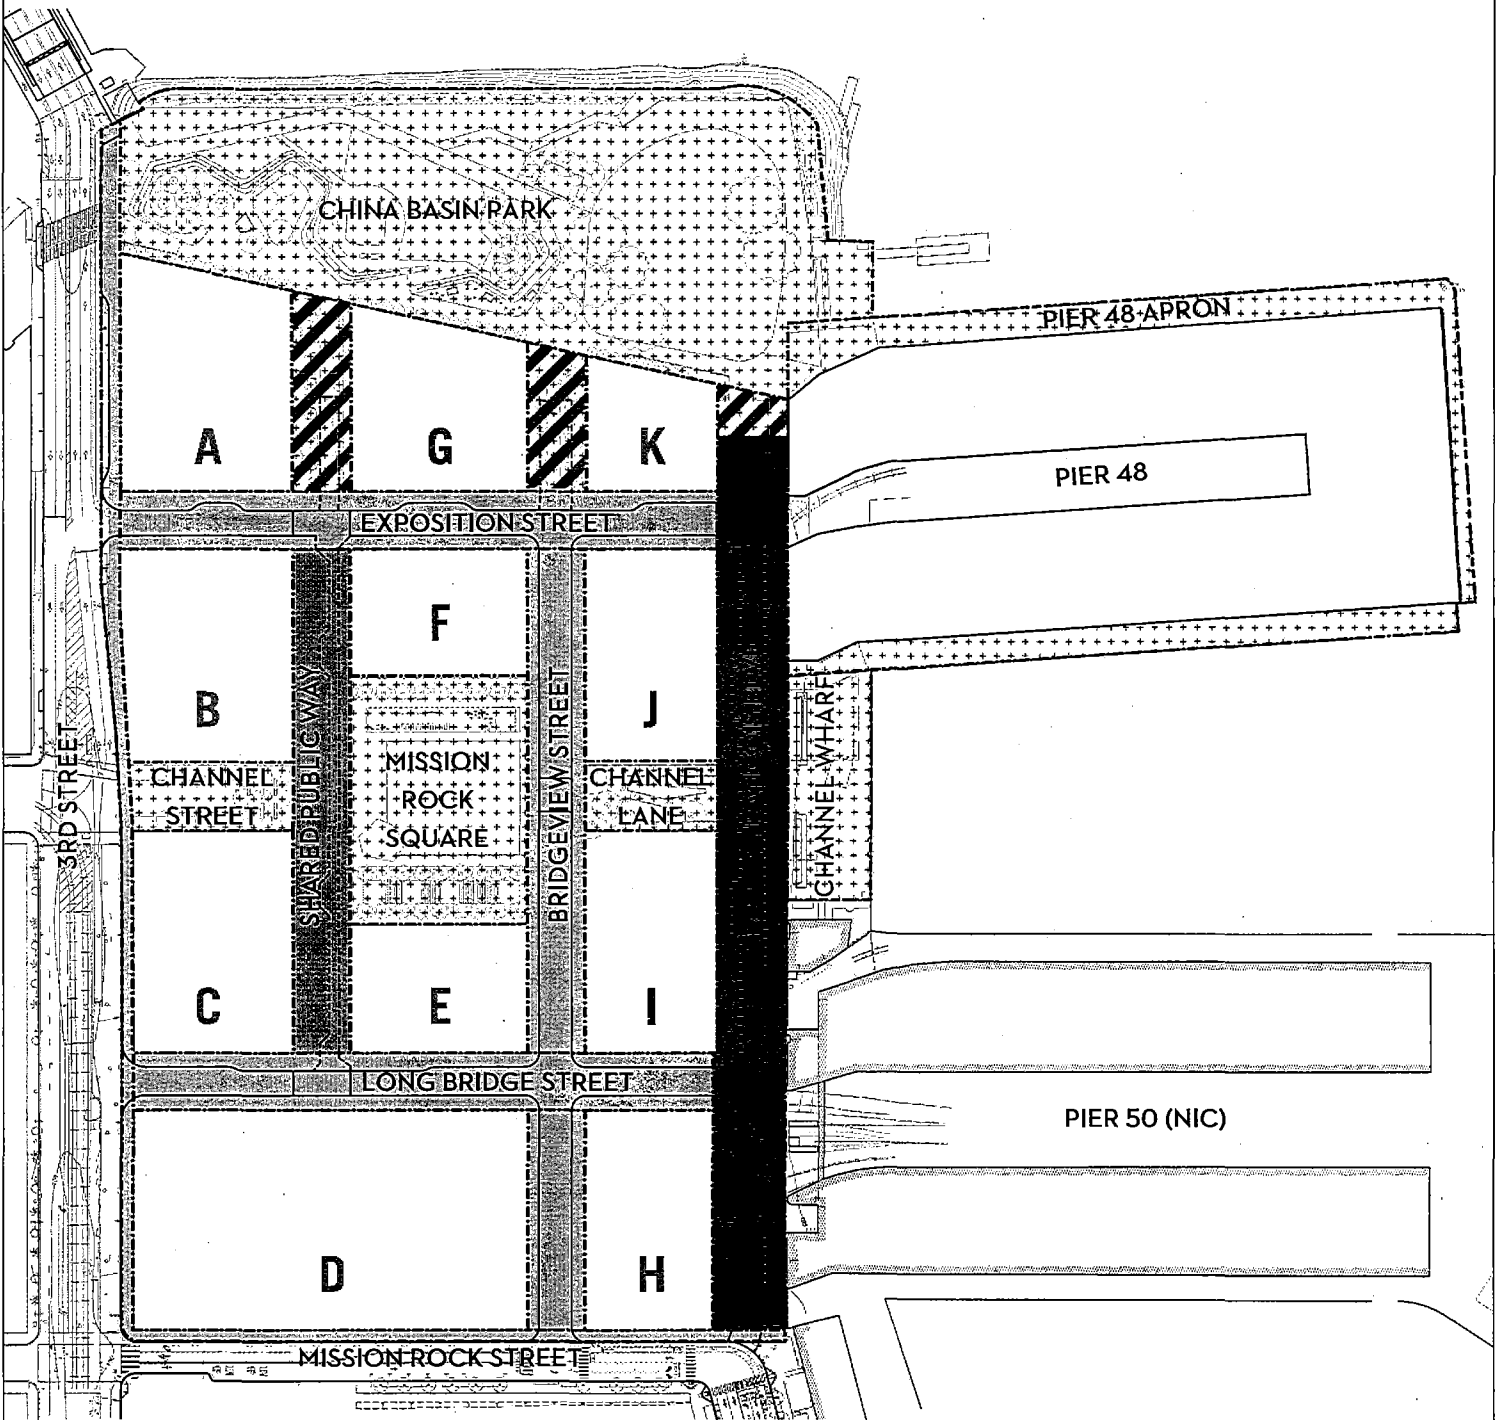 CHINA BASIN PARK
PIER 48 APRON
A
G
K
PIER 48
EXPOSITION STREET
F
B
J
3RD STREET
SHARED PUBLIC WAY
BRIDGEVIEW STREET
CHANNEL WHARF
CHANNEL
STREET
MISSION
ROCK
SQUARE
CHANNEL
LANE
C
E
I
LONG BRIDGE STREET
PIER 50 (NIC)
D
H
MISSION ROCK STREET